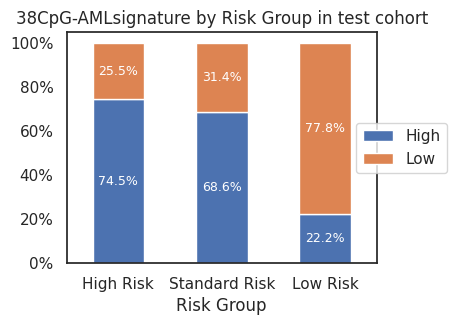 38CpG-AMLsignature by Risk Group in test cohort
100%
80%
60%
40%
20%
0%
25.5%
31.4%
77.8%
74.5%
68.6%
22.2%
High
Low
High Risk Standard Risk Low Risk
Risk Group